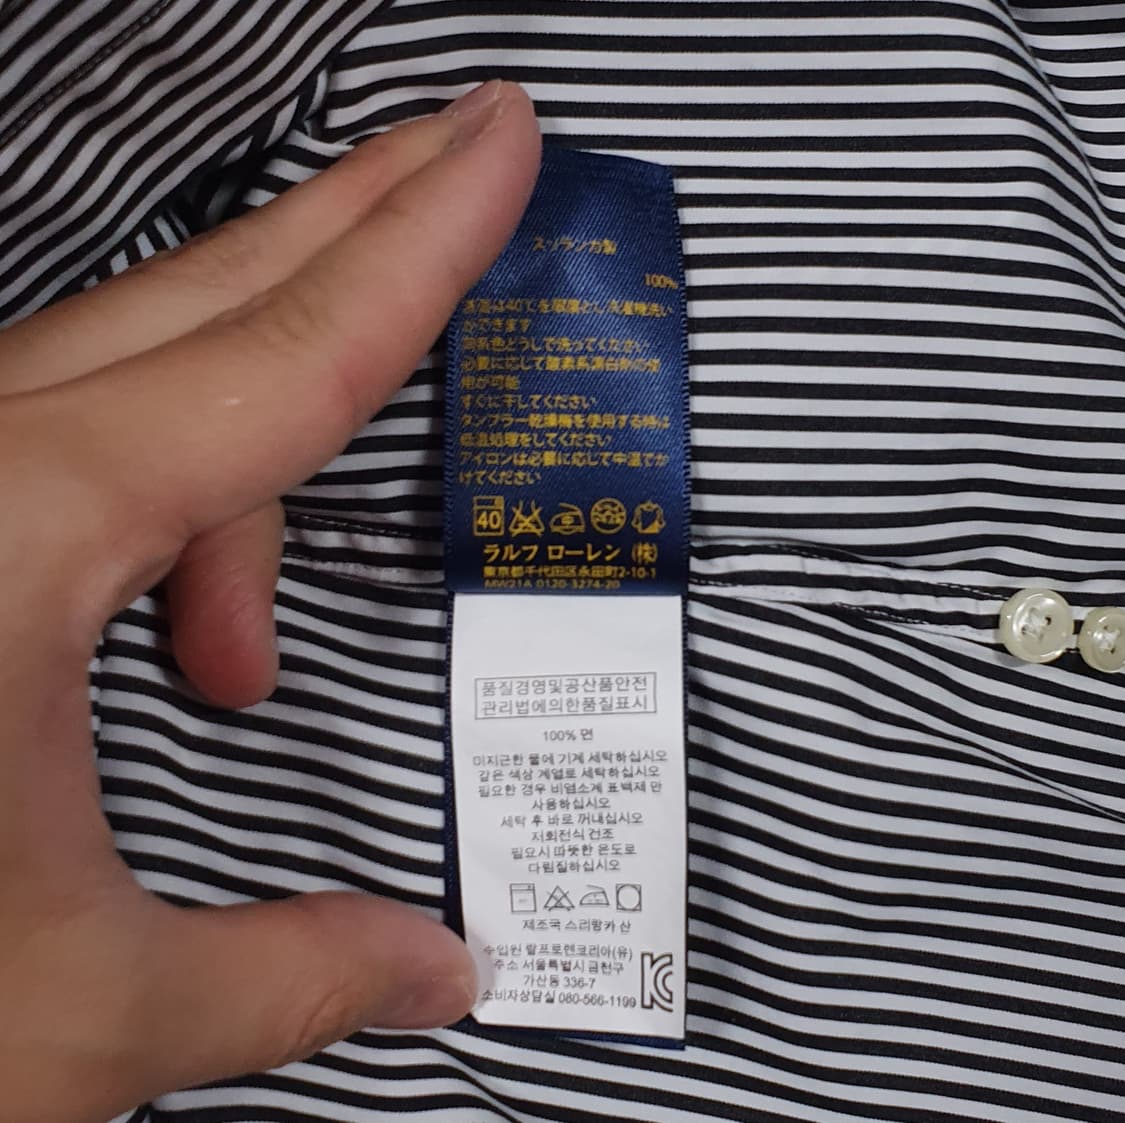 スリランカ製
100%
液温は40℃を限度とし洗濯機洗い
ができます
同系色どうしで洗ってください
必要に応じて酸素系漂白剤の使
用が可能
すぐに干してください
タンブラー乾燥機を使用する時は
低温処理をしてください
アイロンは必要に応じて中温でか
けてください
40
ラルフ ローレン (株)
東京都千代田区永田町2-10-1
MW21A 0120-3274-20
품질경영및공산품안전
관리법에의한품질표시
100% 면
미지근한 물에 기계 세탁하십시오
같은 색상 계열로 세탁하십시오
필요한 경우 비염소계 표백제 만
사용하십시오
세탁 후 바로 꺼내십시오
저회전식 건조
필요시 따뜻한 온도로
다림질하십시오
제조국 스리랑카 산
수입원 랄프로렌코리아(유)
주소 서울특별시 금천구
가산동 336-7
소비자상담실 080-566-1199